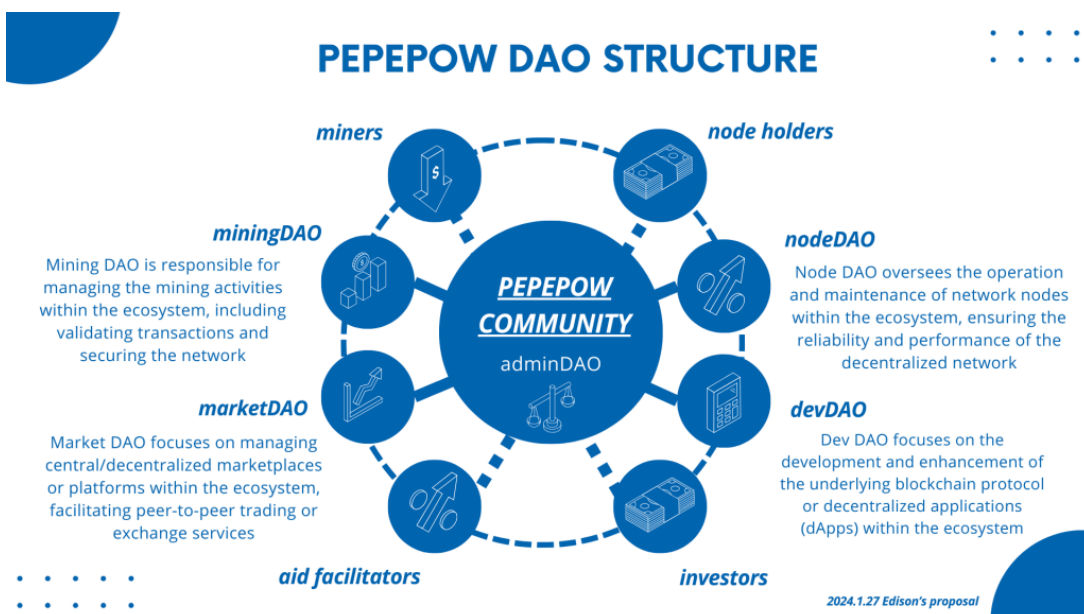 PEPEPOW DAO STRUCTURE
miners
node holders
miningDAO
Mining DAO is responsible for
managing the mining activities
within the ecosystem, including
validating transactions and
securing the network
nodeDAO
Node DAO oversees the operation
and maintenance of network nodes
within the ecosystem, ensuring the
reliability and performance of the
decentralized network
$
$
PEPEPOW
COMMUNITY
adminDAO
marketDAO
Market DAO focuses on managing
central/decentralized marketplaces
or platforms within the ecosystem,
facilitating peer-to-peer trading or
exchange services
devDAO
Dev DAO focuses on the
development and enhancement of
the underlying blockchain protocol
or decentralized applications
(dApps) within the ecosystem
aid facilitators
investors
2024.1.27 Edison's proposal